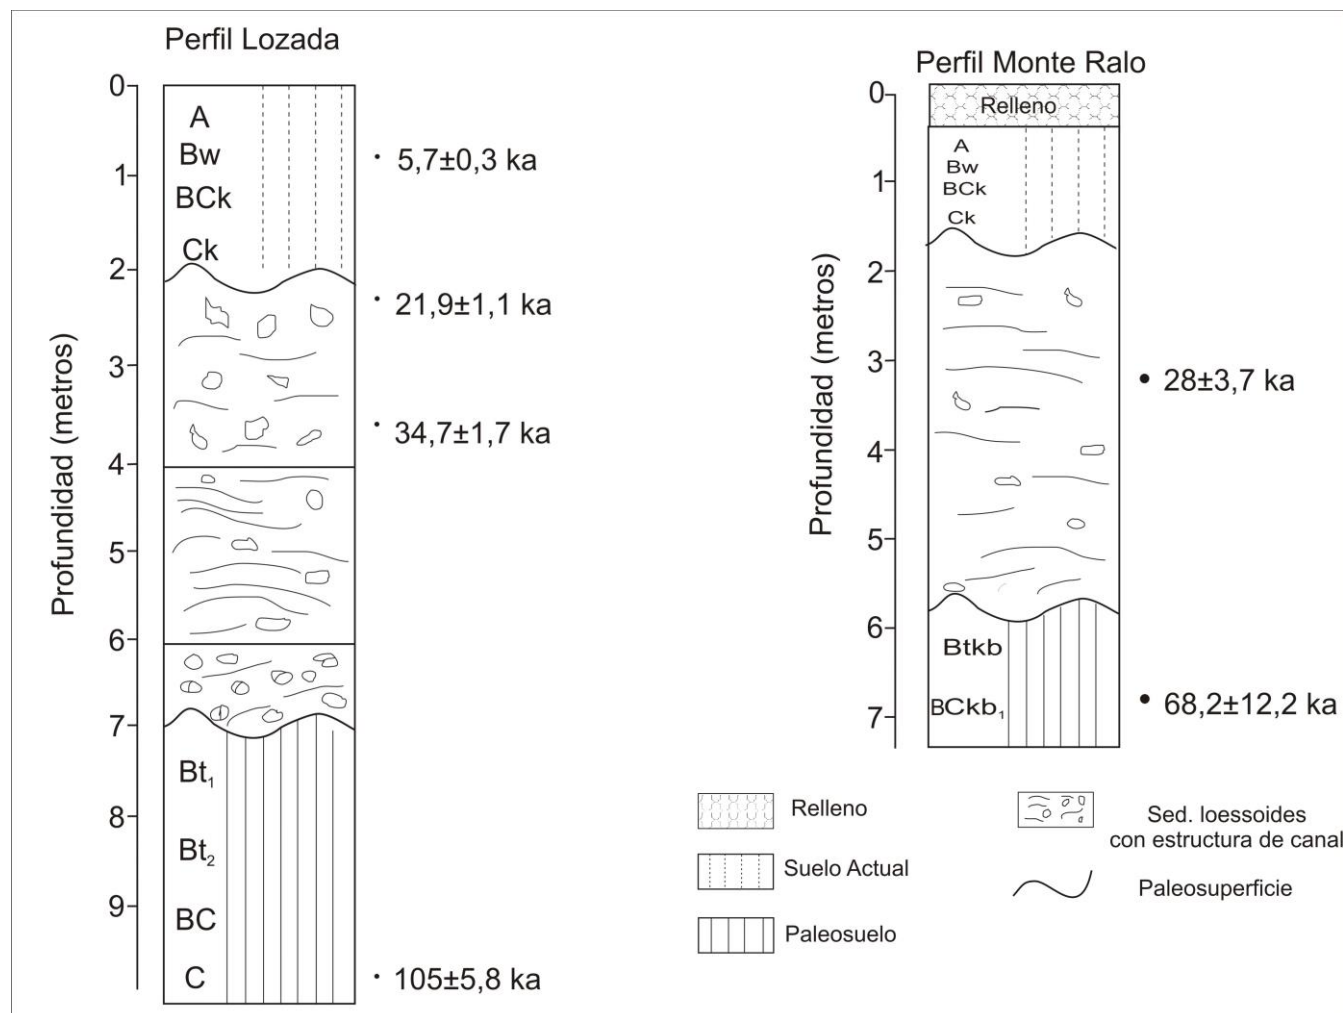 Perfil Lozada
Profundidad (metros)
0
1
2
3
4
5
6
7
8
9
A
Bw
BCk
Ck
Bt₁
Bt₂
BC
C
5,7±0,3 ka
21,9±1,1 ka
34,7±1,7 ka
105±5,8 ka
Perfil Monte Ralo
Profundidad (metros)
0
1
2
3
4
5
6
7
Relleno
A
Bw
BCk
Ck
Btkb
BCkb₁
28±3,7 ka
68,2±12,2 ka
Relleno
Suelo Actual
Paleosuelo
Sed. loessoides
con estructura de canal
Paleosuperficie